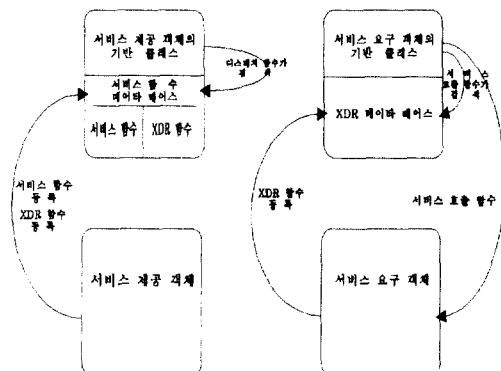 서비스 제공 객체의
기반 클래스
디스패치 함수가
검 색
서비스 함 수
데이타 베이스
서비스 함수
XDR 함수
서비스 함수
등 록
XDR 함수
등 록
서비스 제공 객체
서비스 요구 객체의
기반 클래스
서 비 스
호출 함수가
검 색
XDR 데이타 베이스
XDR 함수
등 록
서비스 호출 함수
서비스 요구 객체